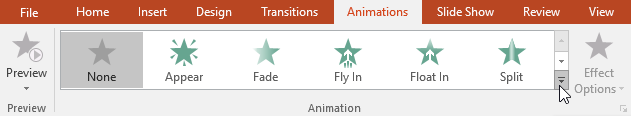 File Home Insert Design Transitions Animations Slide Show Review View
Preview None Appear Fade Fly In Float In Split Effect Options
Preview Animation